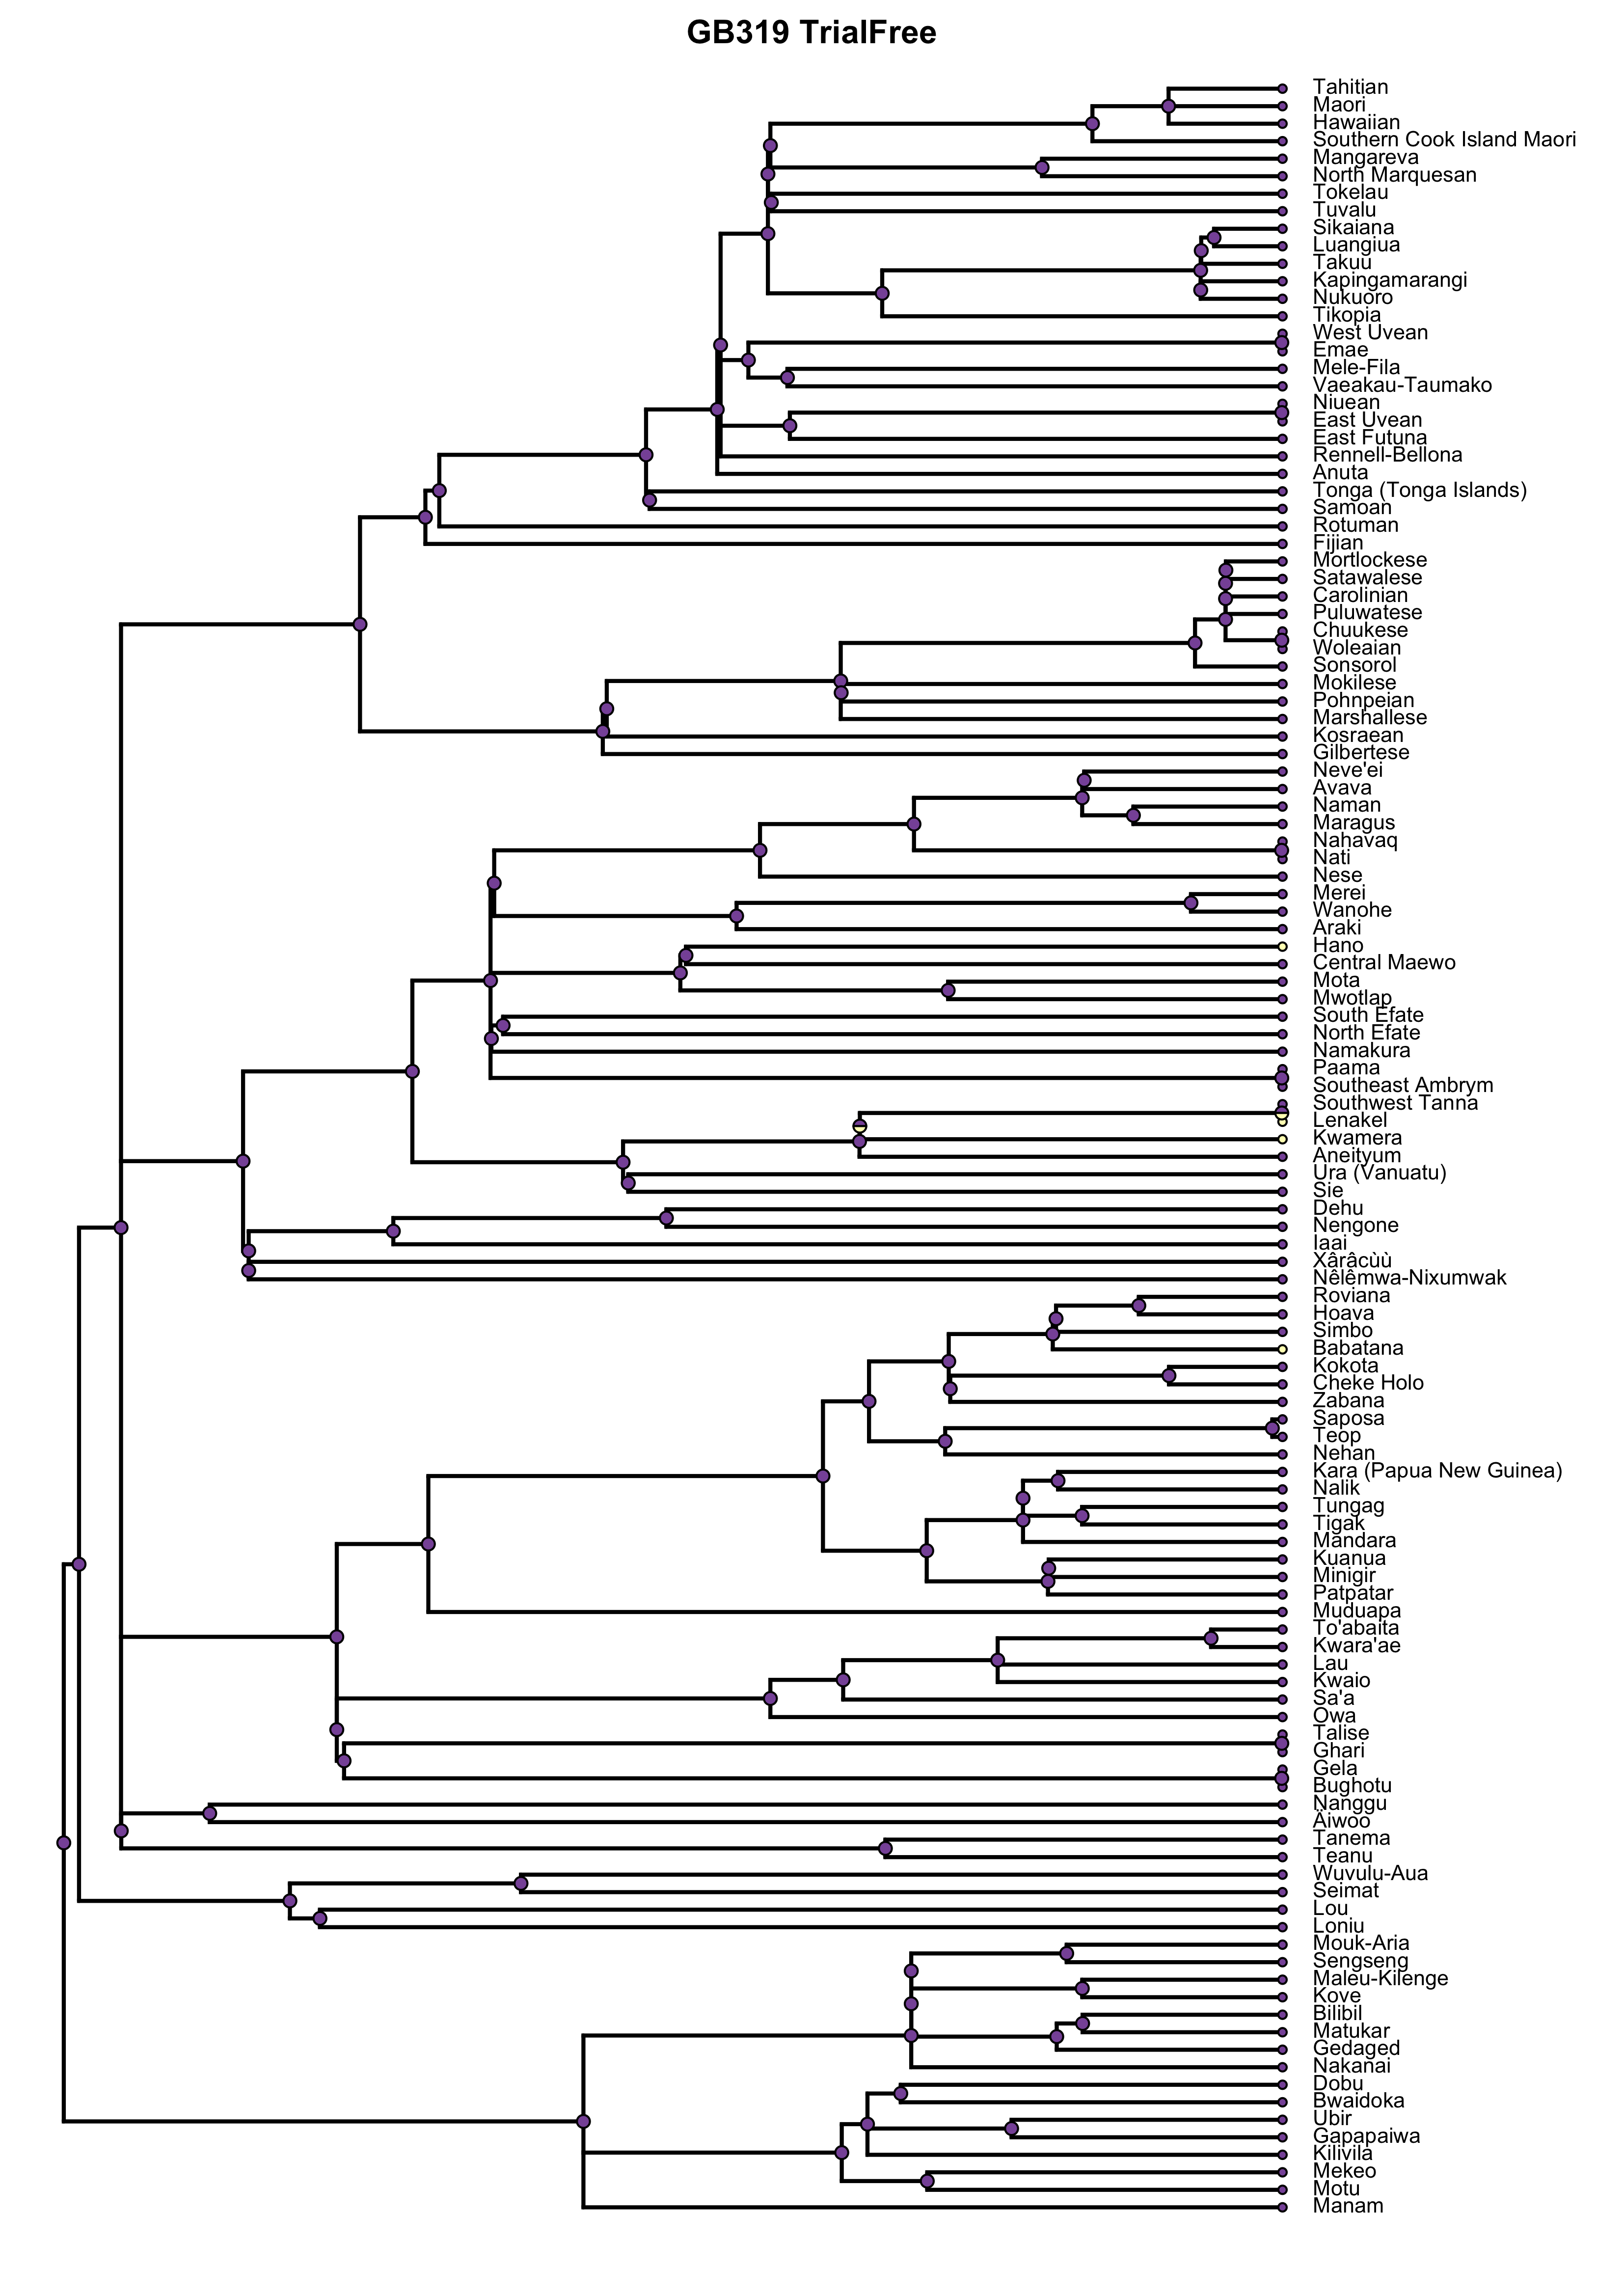 GB319 TrialFree
Tahitian
Maori
Hawaiian
Southern Cook Island Maori
Mangareva
North Marquesan
Tokelau
Tuvalu
Sikaiana
Luangiua
Takuu
Kapingamarangi
Nukuoro
Tikopia
West Uvean
Emae
Mele-Fila
Vaeakau-Taumako
Niuean
East Uvean
East Futuna
Rennell-Bellona
Anuta
Tonga (Tonga Islands)
Samoan
Rotuman
Fijian
Mortlockese
Satawalese
Carolinian
Puluwatese
Chuukese
Woleaian
Sonsorol
Mokilese
Pohnpeian
Marshallese
Kosraean
Gilbertese
Neve'ei
Avava
Naman
Maragus
Nahavaq
Nati
Nese
Merei
Wanohe
Araki
Hano
Central Maewo
Mota
Mwotlap
South Efate
North Efate
Namakura
Paama
Southeast Ambrym
Southwest Tanna
Lenakel
Kwamera
Aneityum
Ura (Vanuatu)
Sie
Dehu
Nengone
Iaai
Xârâcùù
Nêlêmwa-Nixumwak
Roviana
Hoava
Simbo
Babatana
Kokota
Cheke Holo
Zabana
Saposa
Teop
Nehan
Kara (Papua New Guinea)
Nalik
Tungag
Tigak
Mandara
Kuanua
Minigir
Patpatar
Muduapa
To'abaita
Kwara'ae
Lau
Kwaio
Sa'a
Owa
Talise
Ghari
Gela
Bughotu
Nanggu
Äiwoo
Tanema
Teanu
Wuvulu-Aua
Seimat
Lou
Loniu
Mouk-Aria
Sengseng
Maleu-Kilenge
Kove
Bilibil
Matukar
Gedaged
Nakanai
Dobu
Bwaidoka
Ubir
Gapapaiwa
Kilivila
Mekeo
Motu
Manam